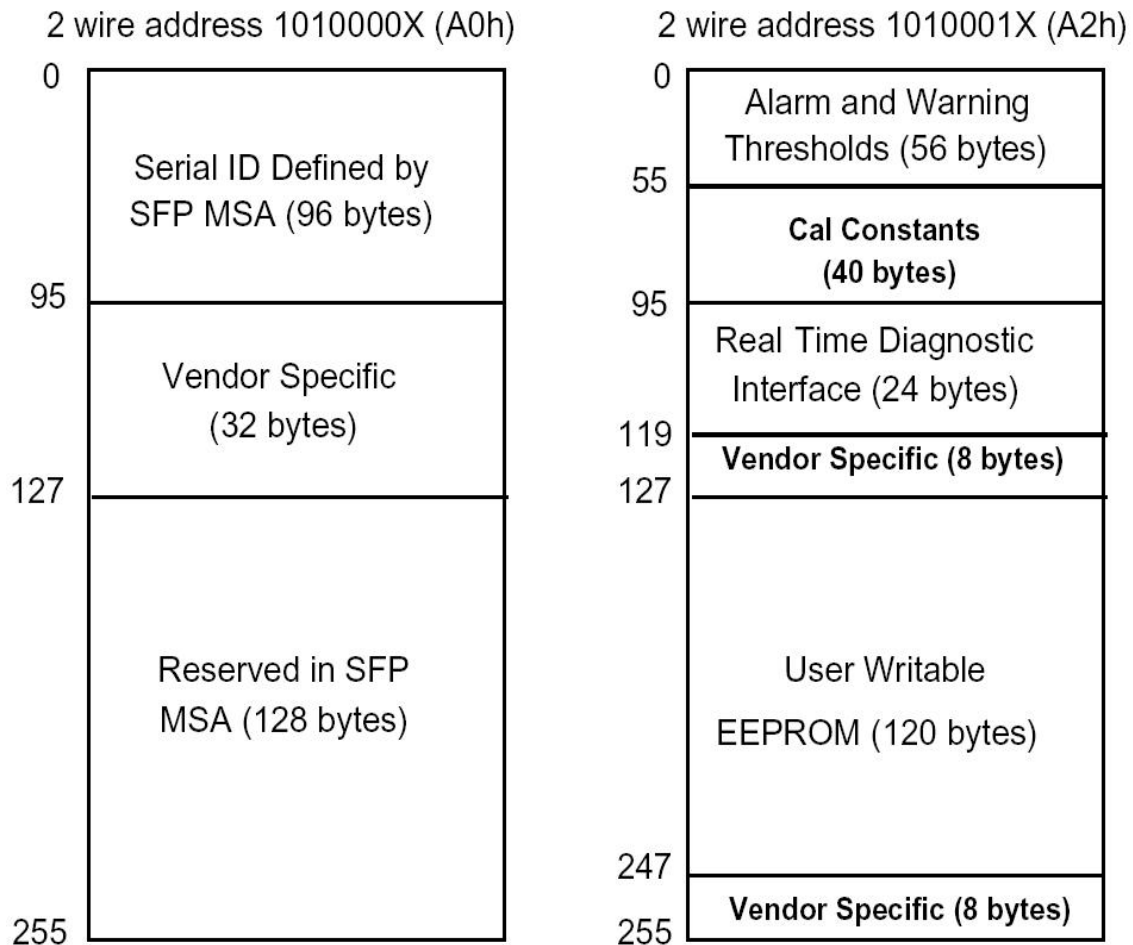 2 wire address 1010000X (A0h)
0
Serial ID Defined by
SFP MSA (96 bytes)
95
Vendor Specific
(32 bytes)
127
Reserved in SFP
MSA (128 bytes)
255
2 wire address 1010001X (A2h)
0
Alarm and Warning
Thresholds (56 bytes)
55
Cal Constants
(40 bytes)
95
Real Time Diagnostic
Interface (24 bytes)
119
Vendor Specific (8 bytes)
127
User Writable
EEPROM (120 bytes)
247
Vendor Specific (8 bytes)
255